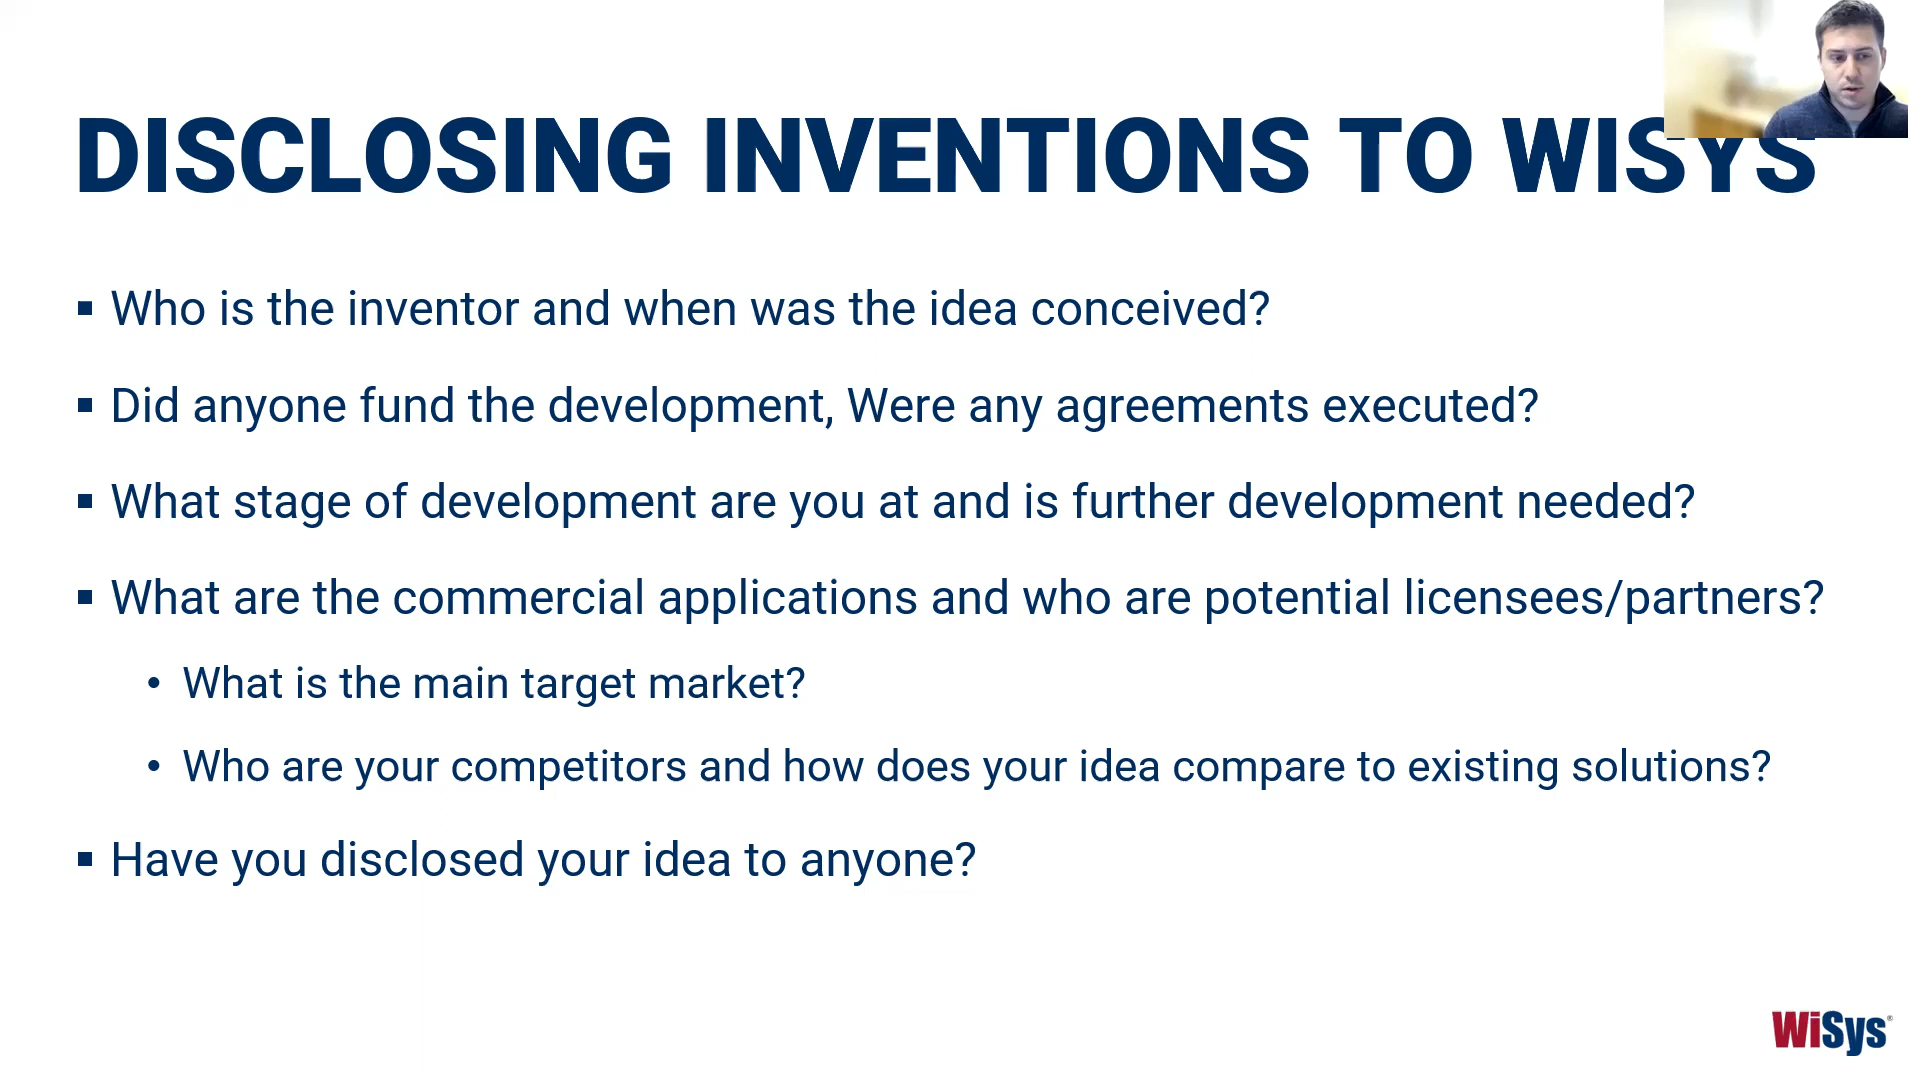 DISCLOSING INVENTIONS TO WISYS
▪ Who is the inventor and when was the idea conceived?
▪ Did anyone fund the development, Were any agreements executed?
▪ What stage of development are you at and is further development needed?
▪ What are the commercial applications and who are potential licensees/partners?
• What is the main target market?
• Who are your competitors and how does your idea compare to existing solutions?
▪ Have you disclosed your idea to anyone?
WiSys®